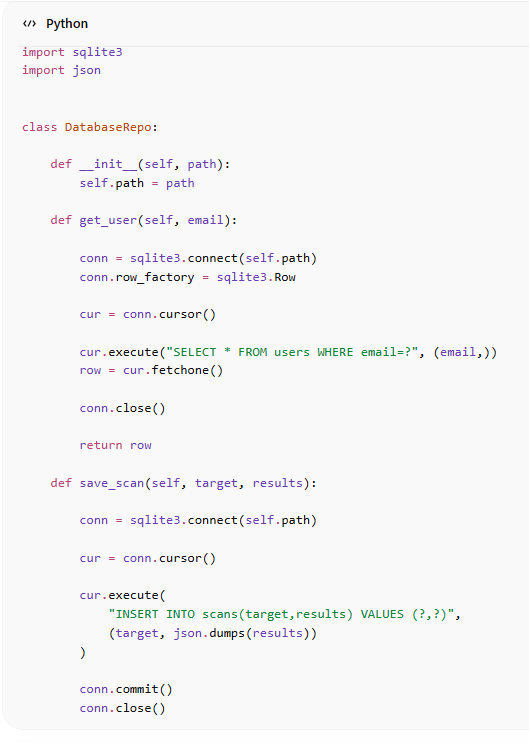 Python
import sqlite3
import json
class DatabaseRepo:
def __init__(self, path):
self.path = path
def get_user(self, email):
conn = sqlite3.connect(self.path)
conn.row_factory = sqlite3.Row
cur = conn.cursor()
cur.execute("SELECT * FROM users WHERE email=?", (email,))
row = cur.fetchone()
conn.close()
return row
def save_scan(self, target, results):
conn = sqlite3.connect(self.path)
cur = conn.cursor()
cur.execute(
"INSERT INTO scans(target,results) VALUES (?,?)",
(target, json.dumps(results))
)
conn.commit()
conn.close()